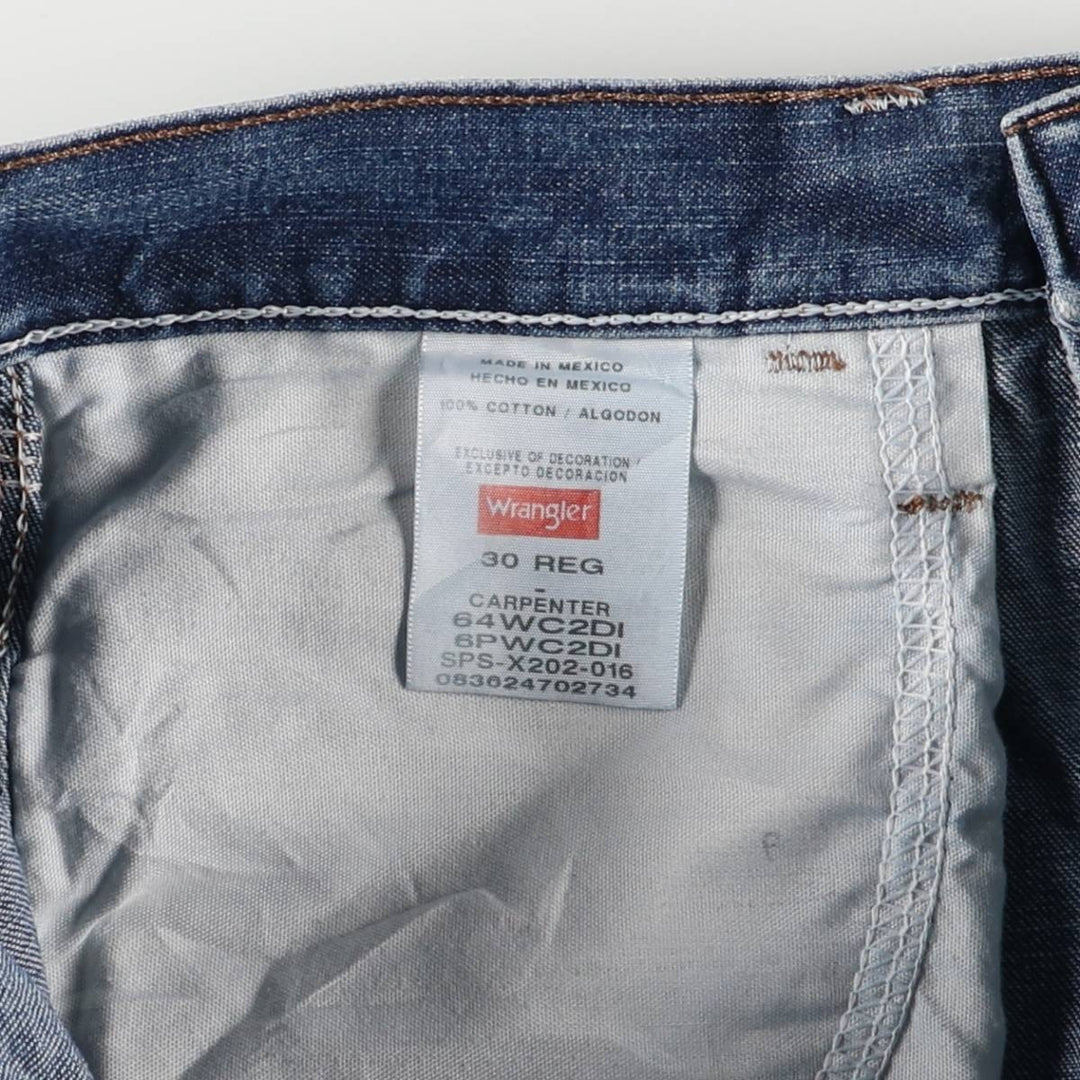 MADE IN MEXICO
HECHO EN MEXICO
100% COTTON / ALGODON
EXCLUSIVE OF DECORATION /
EXCEPTO DECORACION
Wrangler
30 REG
-
CARPENTER
64WC2DI
6PWC2DI
SPS-X202-016
083624702734